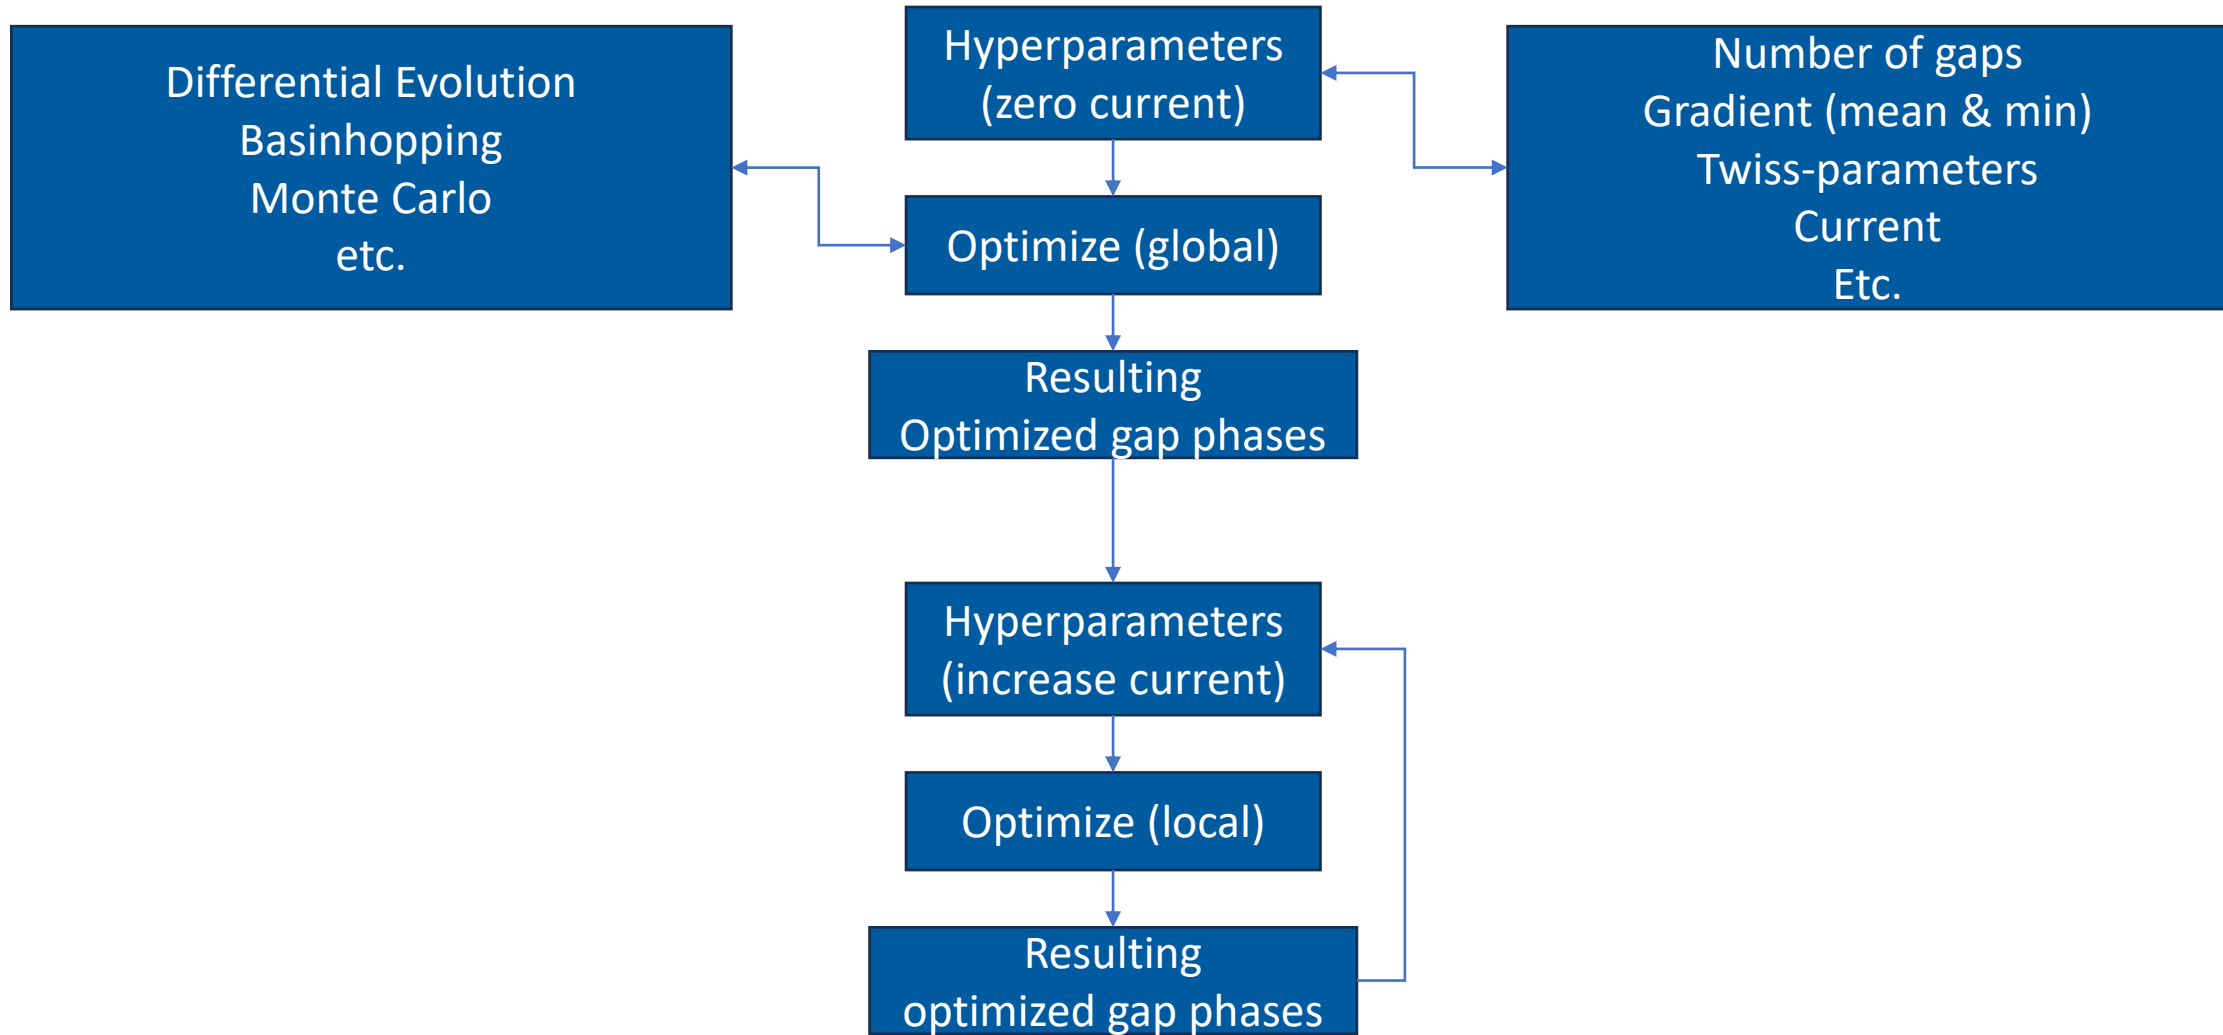 Differential Evolution
Basinhopping
Monte Carlo
etc.
Hyperparameters
(zero current)
Number of gaps
Gradient (mean & min)
Twiss-parameters
Current
Etc.
Optimize (global)
Resulting
Optimized gap phases
Hyperparameters
(increase current)
Optimize (local)
Resulting
optimized gap phases